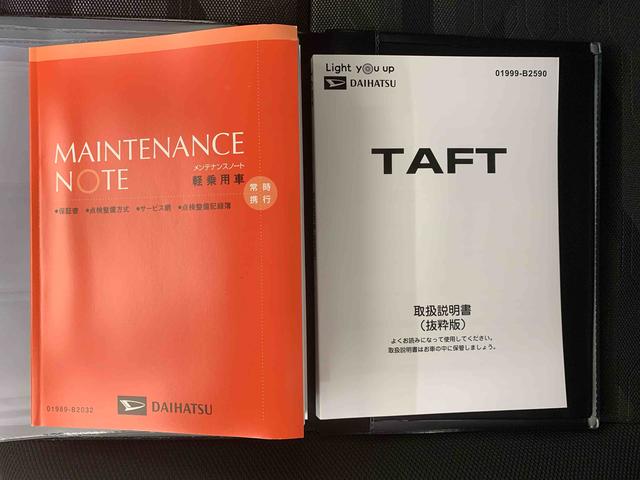 MAINTENANCE
NOTE
メンテナンスノート
軽乗用車
常時
携行
●保証書 ●点検整備方式 ●サービス網 ●点検整備記録簿
01989-B2032
DAIHATSU
Light you up
DAIHATSU
01999-B2590
TAFT
取扱説明書
(抜粋版)
よくお読みになって使用してください。
取扱説明書はお車の中に保管しましょう。